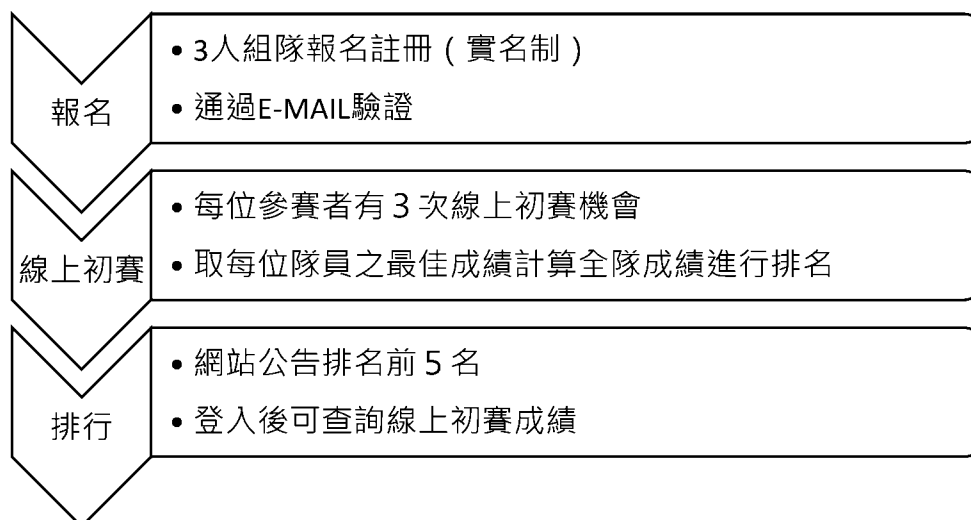 報名
• 3人組隊報名註冊（實名制）
• 通過E-MAIL驗證
線上初賽
• 每位參賽者有 3 次線上初賽機會
• 取每位隊員之最佳成績計算全隊成績進行排名
排行
• 網站公告排名前 5 名
• 登入後可查詢線上初賽成績